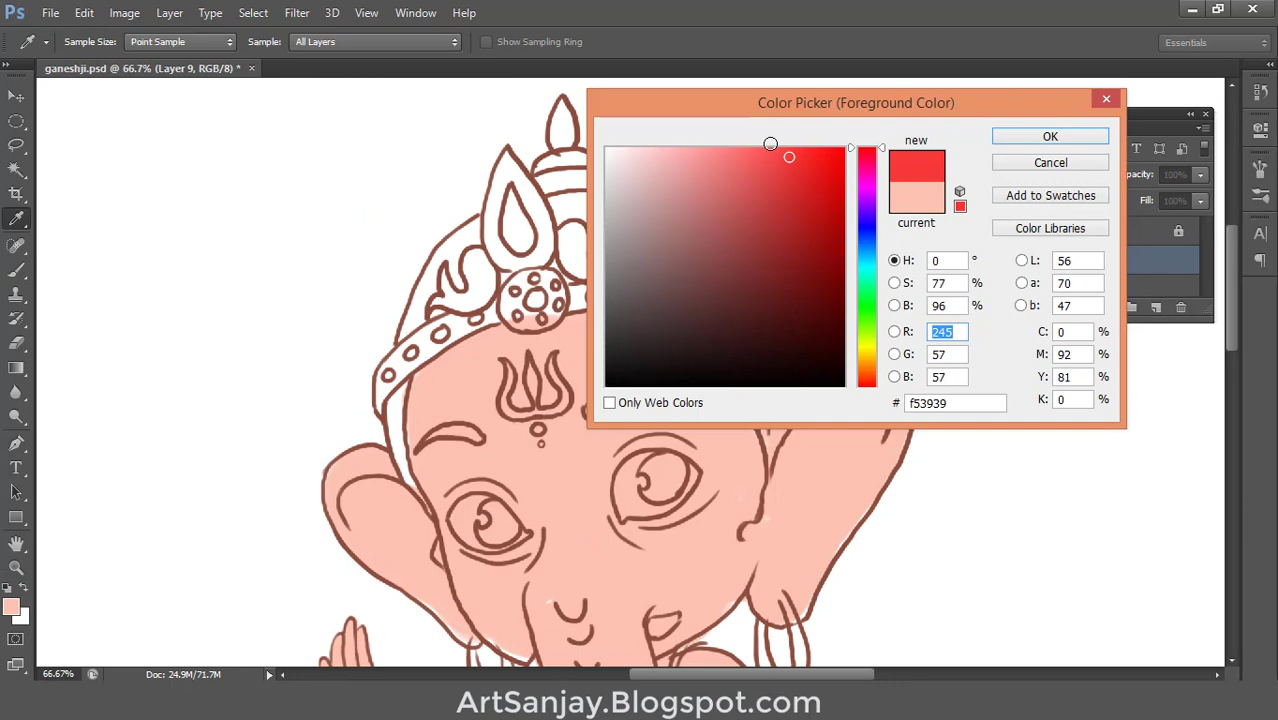 Ps File Edit Image Layer Type Select Filter 3D View Window Help
Sample Size: Point Sample Sample: All Layers Show Sampling Ring Essentials
ganeshji.psd @ 66.7% (Layer 9, RGB/8) *
Color Picker (Foreground Color)
new
current
OK
Cancel
Add to Swatches
Color Libraries
H: 0 ° L: 56
S: 77 % a: 70
B: 96 % b: 47
R: 245 C: 0 %
G: 57 M: 92 %
B: 57 Y: 81 %
# f53939 K: 0 %
Only Web Colors
100%
Fill: 100%
66.67% Doc: 24.9M/71.7M
ArtSanjay.Blogspot.com